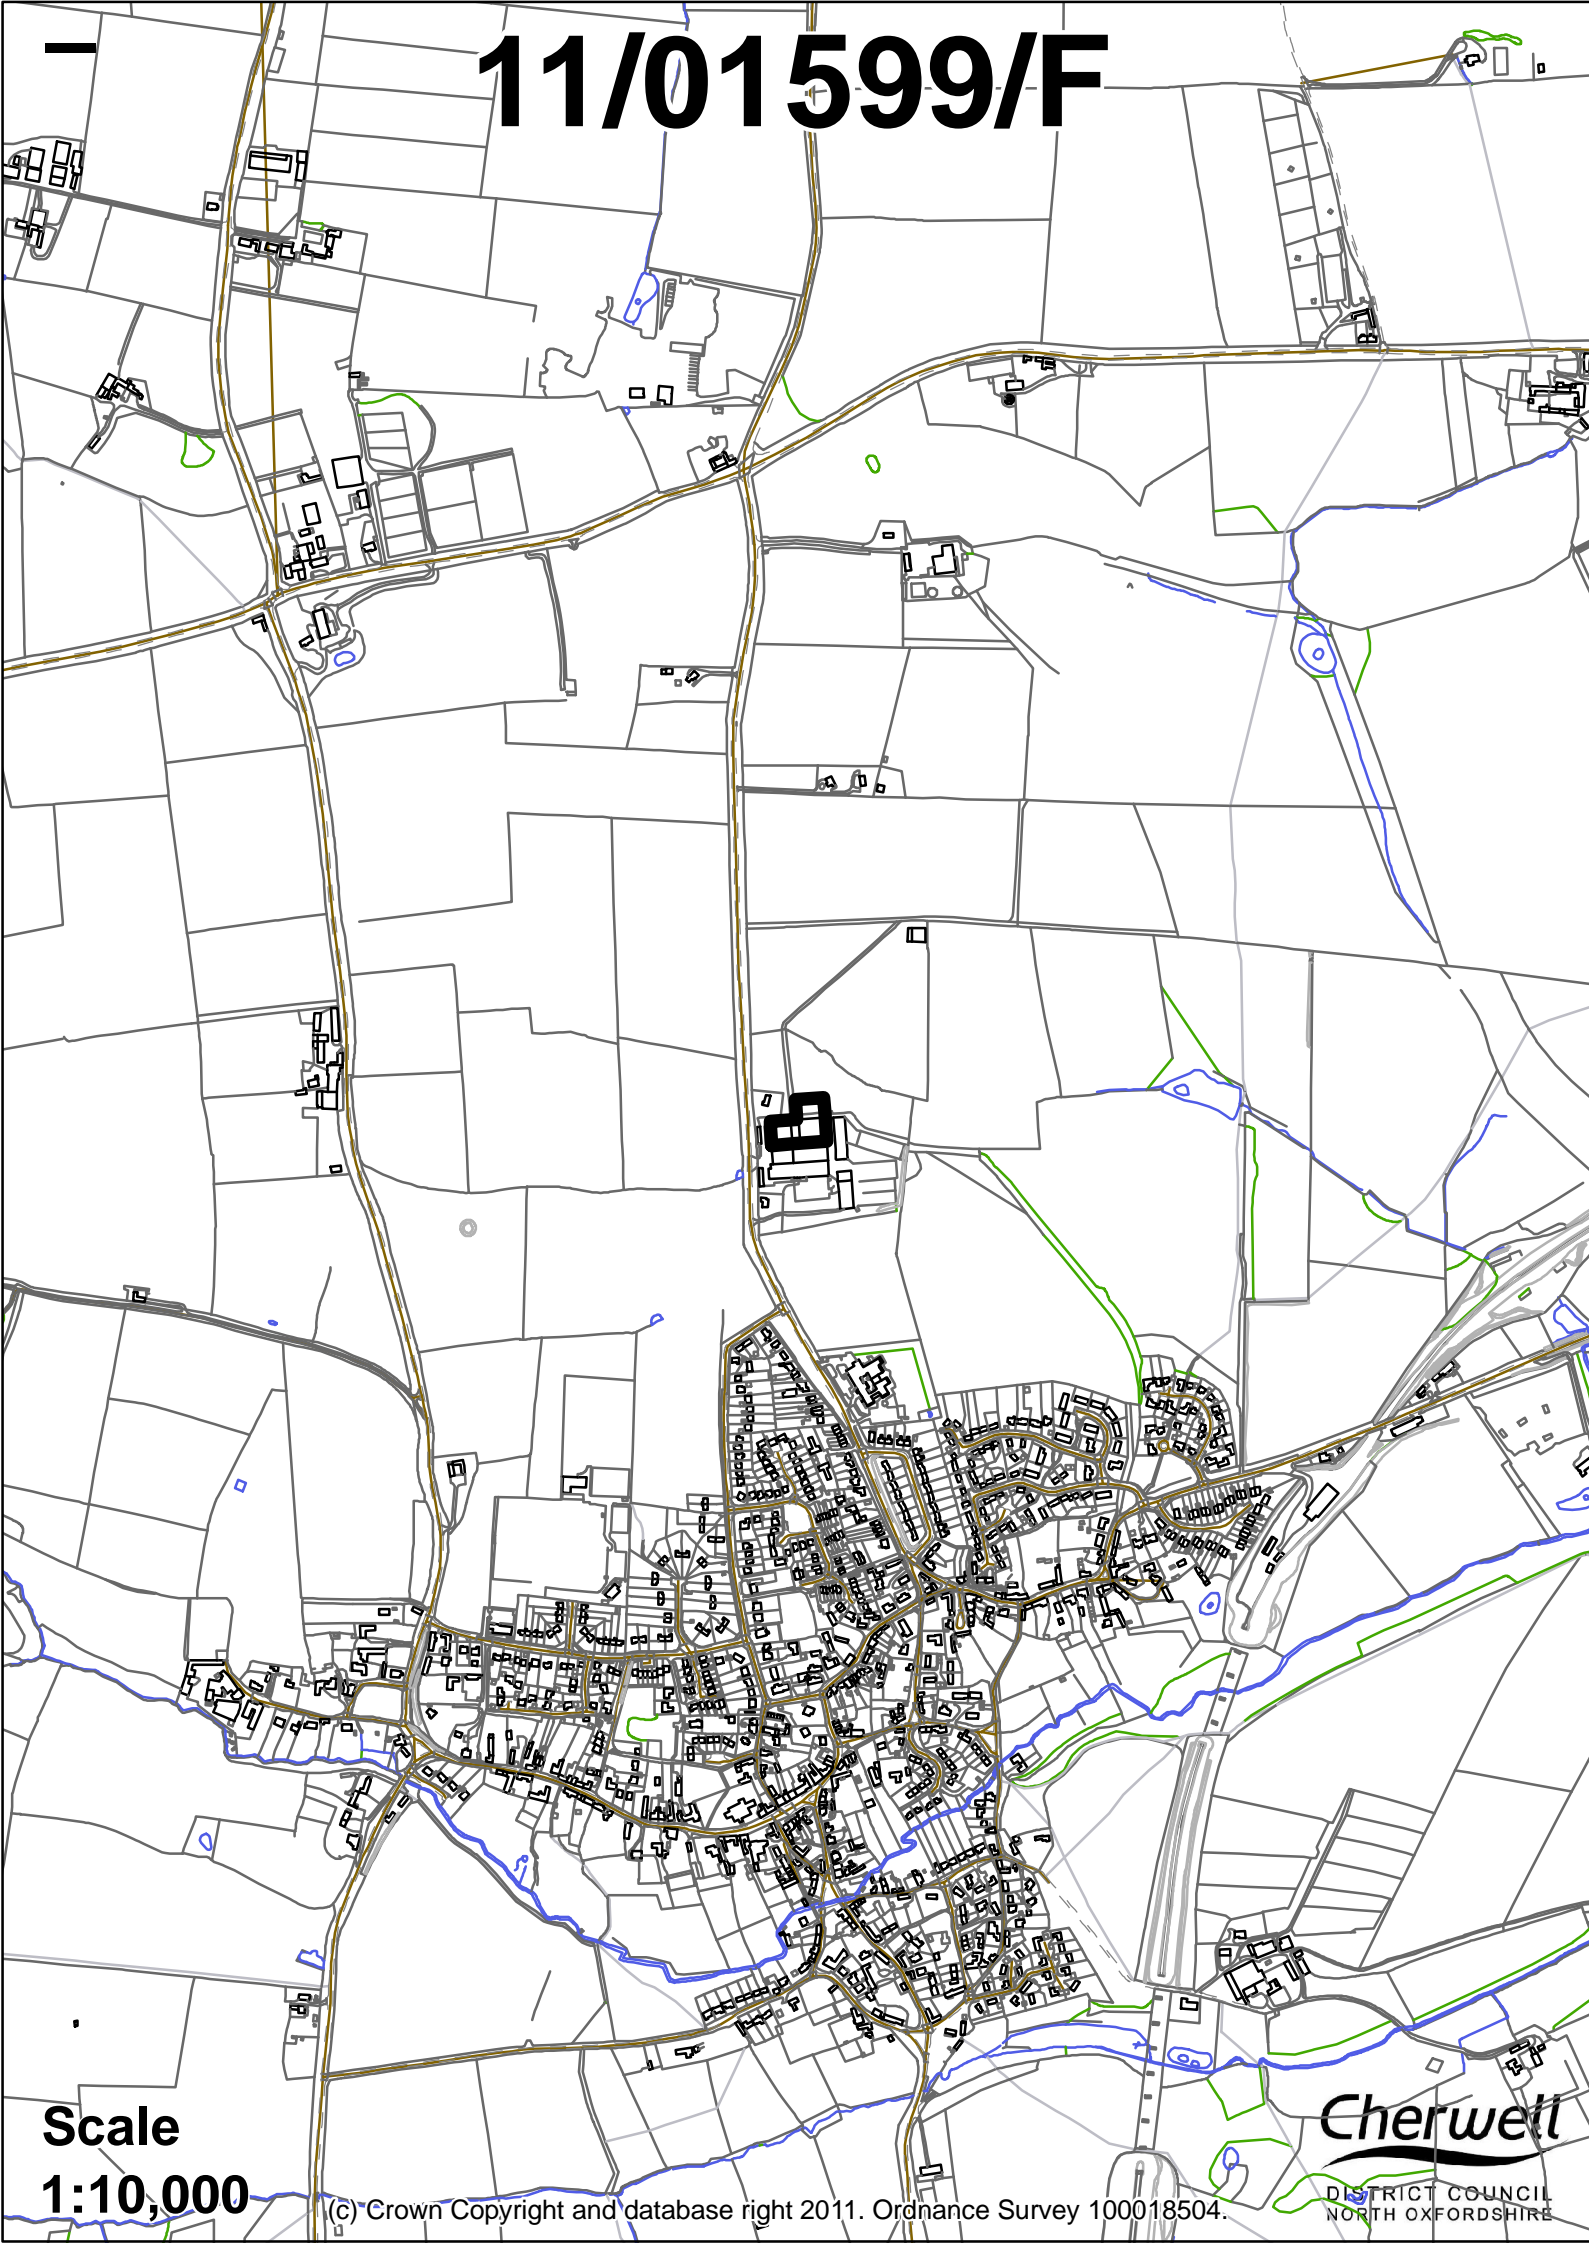 11/01599/F
Scale
1:10,000
(c) Crown Copyright and database right 2011. Ordnance Survey 100018504.
Cherwell
DISTRICT COUNCIL
NORTH OXFORDSHIRE